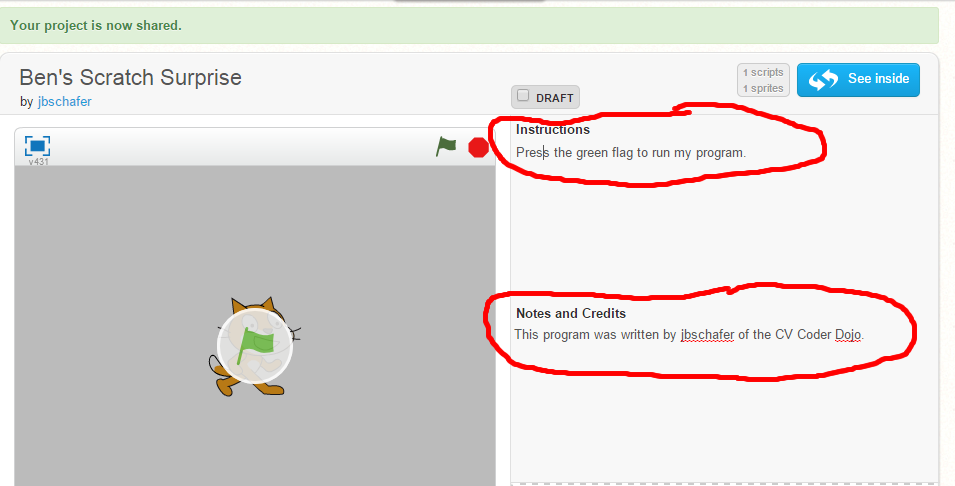 Your project is now shared.
Ben's Scratch Surprise
by jbschafer
DRAFT
1 scripts
1 sprites
See inside
v431
Instructions
Press the green flag to run my program.
Notes and Credits
This program was written by jbschafer of the CV Coder Dojo.